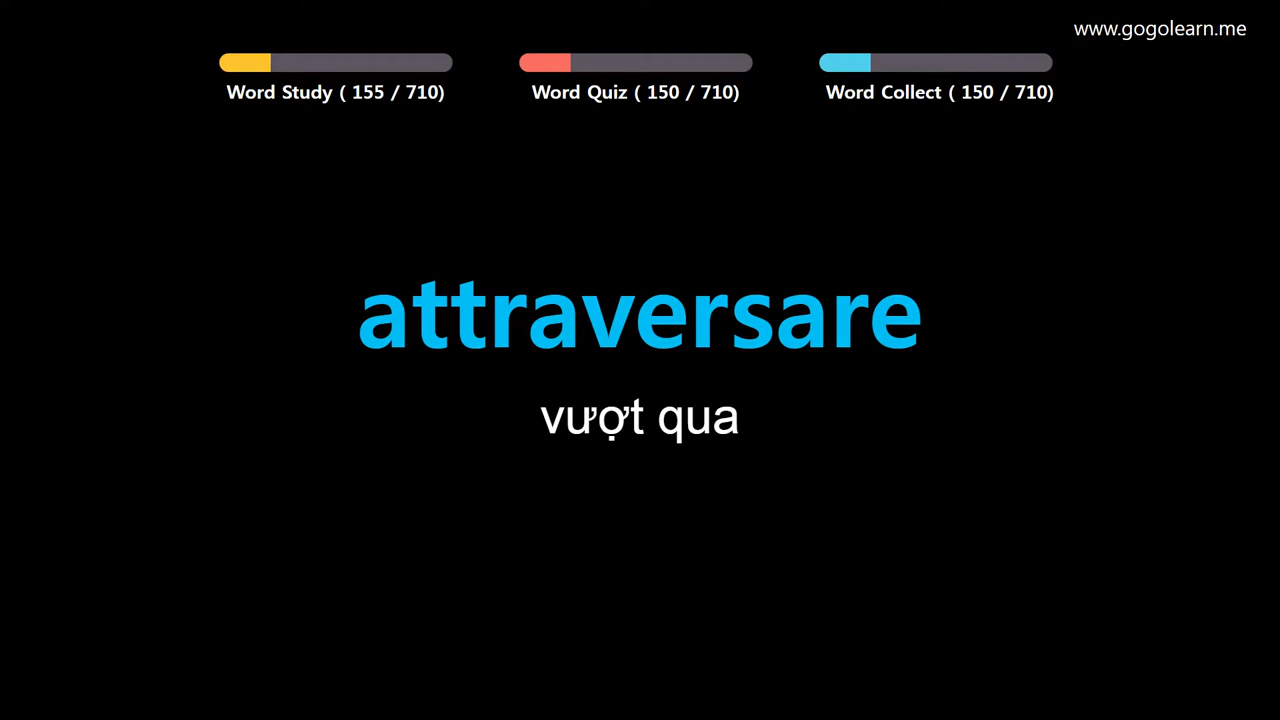 www.gogolearn.me
Word Study ( 155 / 710)
Word Quiz ( 150 / 710)
Word Collect ( 150 / 710)
attraversare
vượt qua